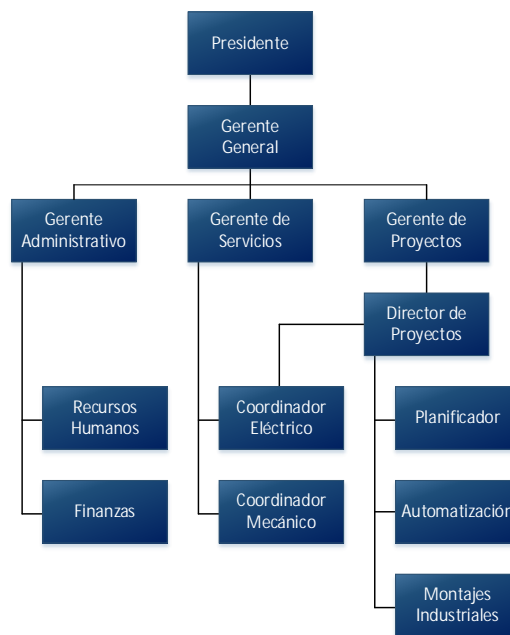 Presidente
Gerente
General
Gerente
Administrativo
Gerente de
Servicios
Gerente de
Proyectos
Director de
Proyectos
Recursos
Humanos
Coordinador
Eléctrico
Planificador
Finanzas
Coordinador
Mecánico
Automatización
Montajes
Industriales